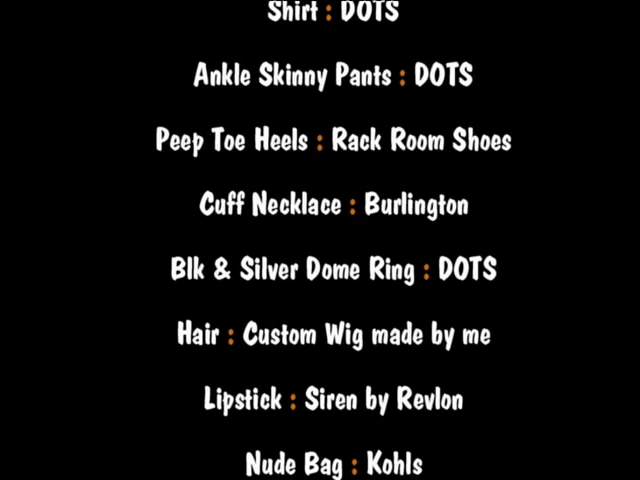 Shirt : DOTS
Ankle Skinny Pants : DOTS
Peep Toe Heels : Rack Room Shoes
Cuff Necklace : Burlington
Blk & Silver Dome Ring : DOTS
Hair : Custom Wig made by me
Lipstick : Siren by Revlon
Nude Bag : Kohls